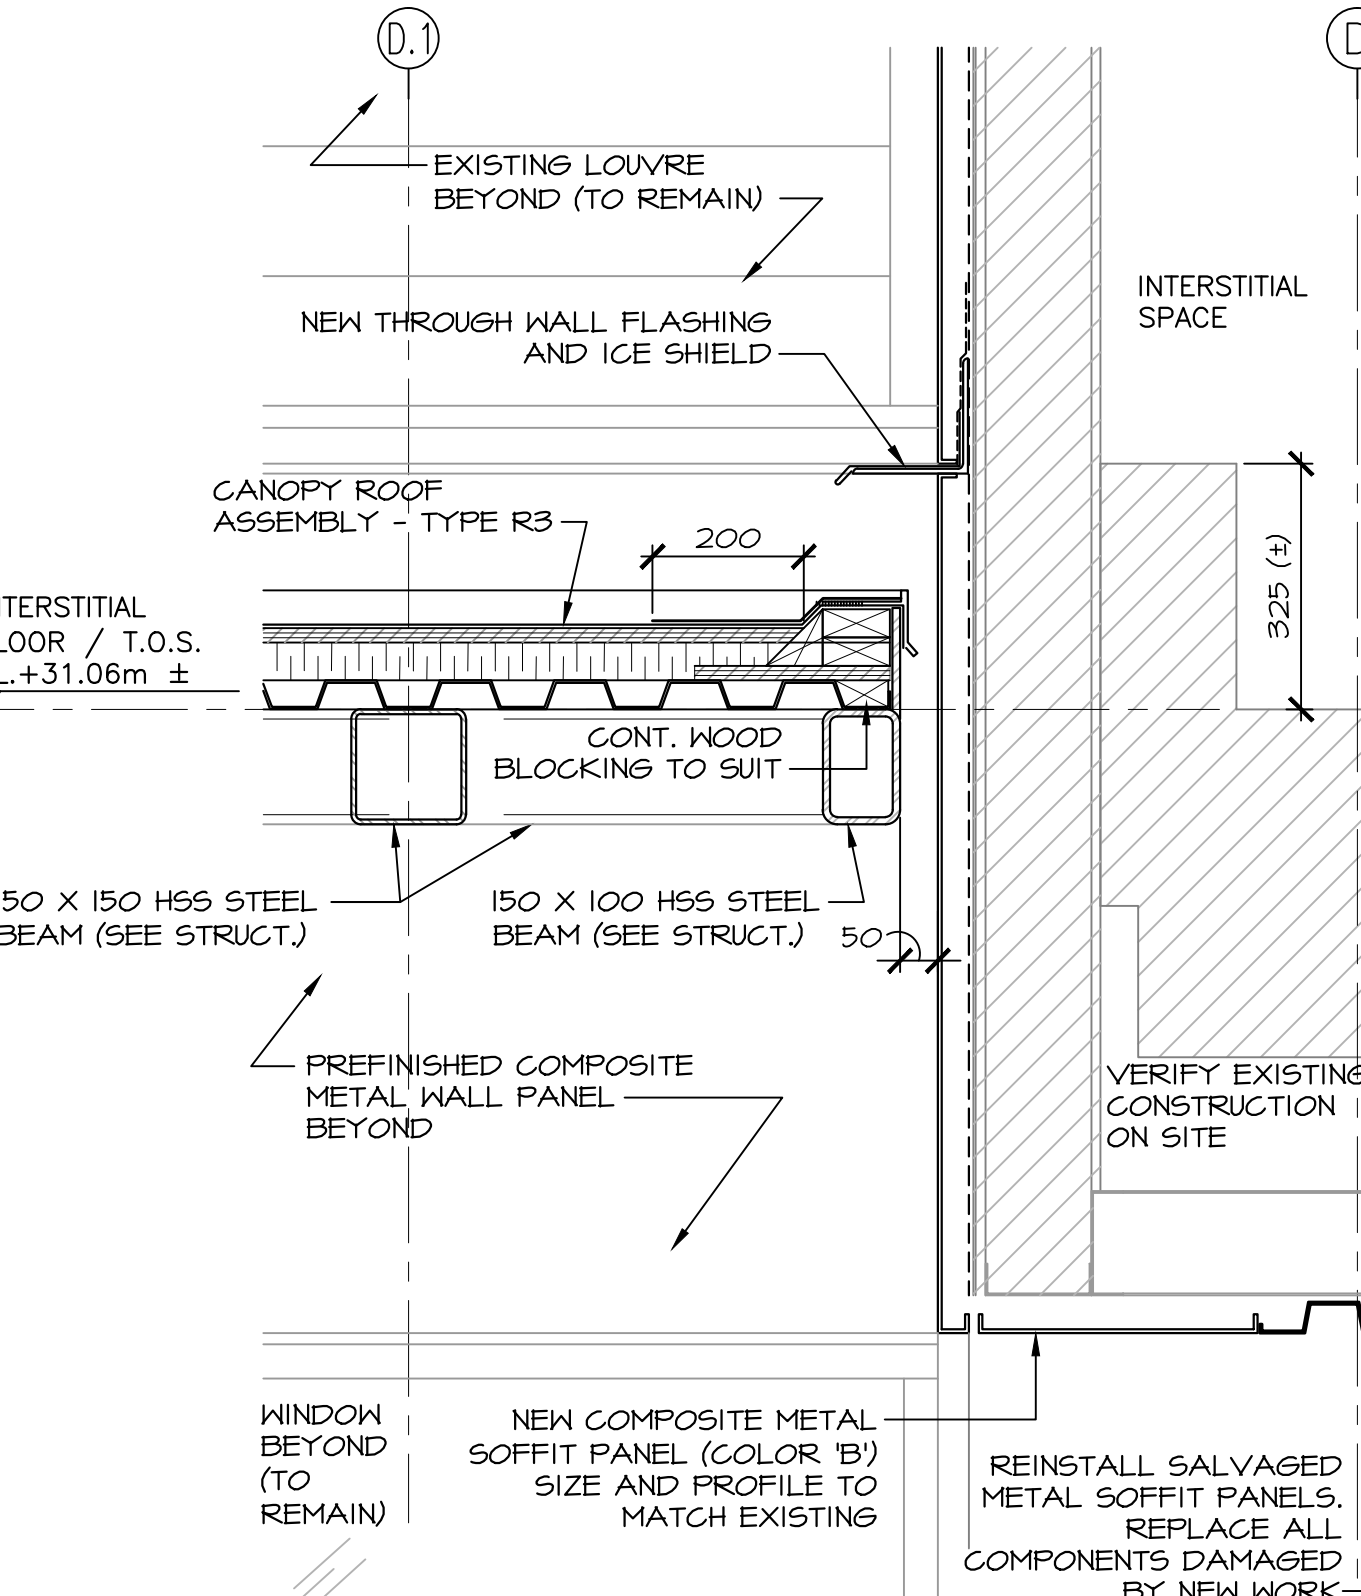 D.1
D
EXISTING LOUVRE
BEYOND (TO REMAIN)
INTERSTITIAL
SPACE
NEW THROUGH WALL FLASHING
AND ICE SHIELD
CANOPY ROOF
ASSEMBLY - TYPE R3
200
325 (±)
NTERSTITIAL
LOOR / T.O.S.
L.+31.06m ±
CONT. WOOD
BLOCKING TO SUIT
50 X 150 HSS STEEL
BEAM (SEE STRUCT.)
150 X 100 HSS STEEL
BEAM (SEE STRUCT.)
50
PREFINISHED COMPOSITE
METAL WALL PANEL
BEYOND
VERIFY EXISTING
CONSTRUCTION
ON SITE
WINDOW
BEYOND
(TO
REMAIN)
NEW COMPOSITE METAL
SOFFIT PANEL (COLOR 'B')
SIZE AND PROFILE TO
MATCH EXISTING
REINSTALL SALVAGED
METAL SOFFIT PANELS.
REPLACE ALL
COMPONENTS DAMAGED
BY NEW WORK